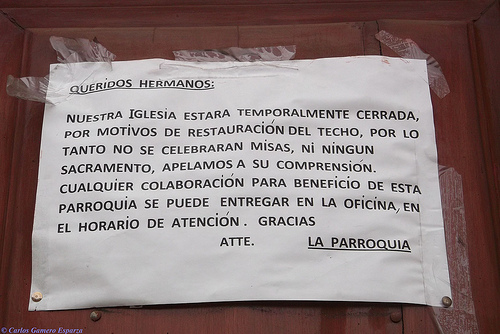 QUERIDOS HERMANOS:
NUESTRA IGLESIA ESTARA TEMPORALMENTE CERRADA,
POR MOTIVOS DE RESTAURACIÓN DEL TECHO, POR LO
TANTO NO SE CELEBRARAN MISAS, NI NINGUN
SACRAMENTO, APELAMOS A SU COMPRENSIÓN.
CUALQUIER COLABORACIÓN PARA BENEFICIO DE ESTA
PARROQUIA SE PUEDE ENTREGAR EN LA OFICINA, EN
EL HORARIO DE ATENCIÓN. GRACIAS
ATTE. LA PARROQUIA
© Carlos Gamero Esparza